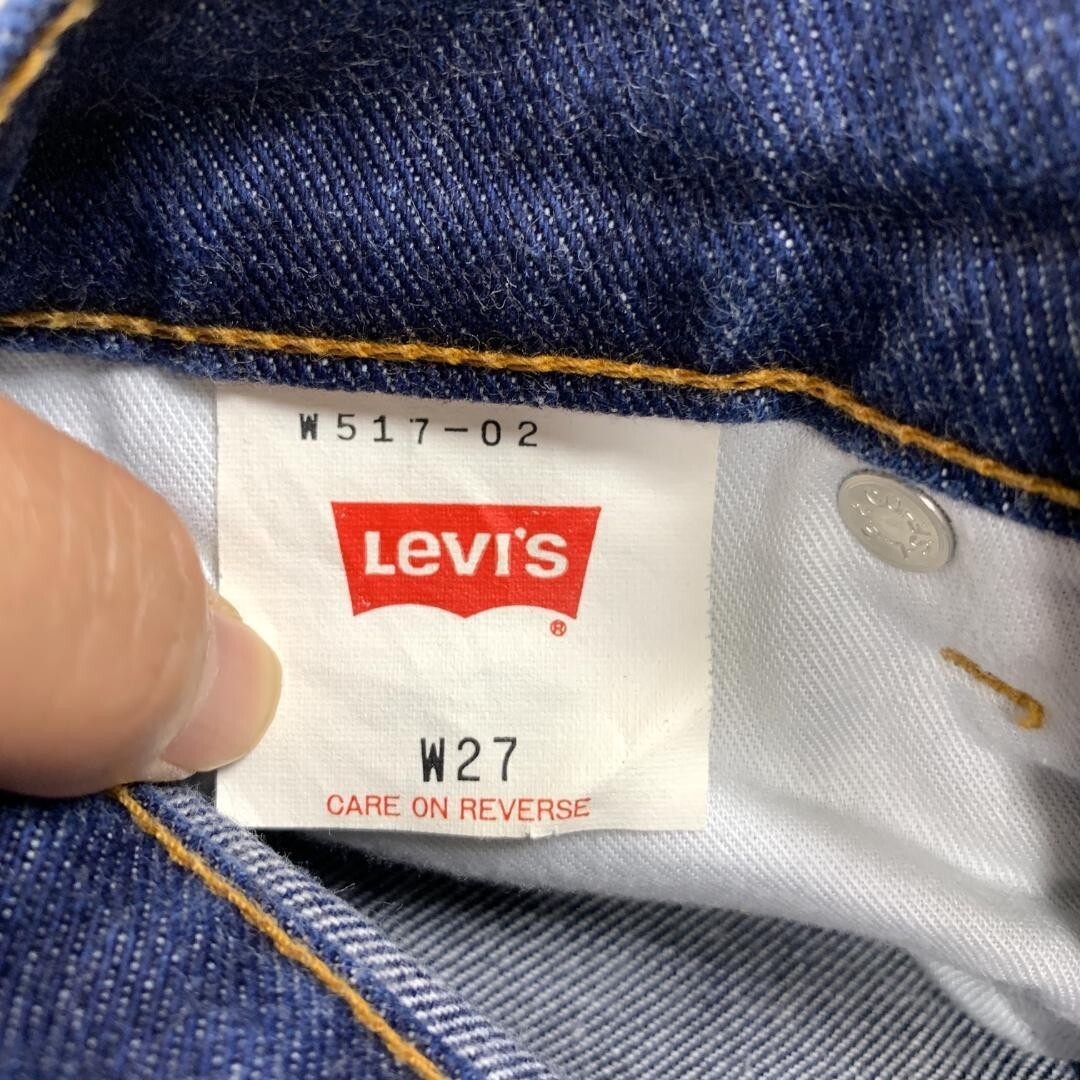 W517-02
LEVI'S
®
W27
CARE ON REVERSE